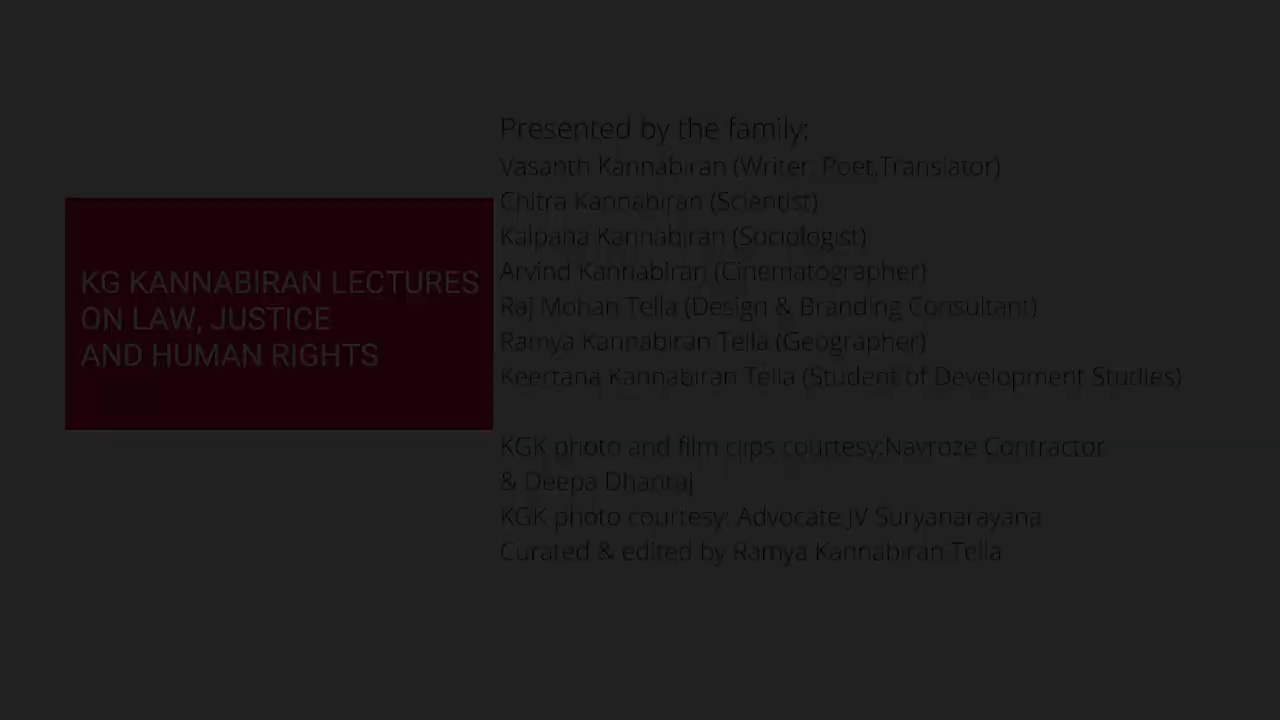 KG KANNABIRAN LECTURES
ON LAW, JUSTICE
AND HUMAN RIGHTS
Presented by the family:
Vasanth Kannabiran (Writer, Poet,Translator)
Chitra Kannabiran (Scientist)
Kalpana Kannabiran (Sociologist)
Arvind Kannabiran (Cinematographer)
Raj Mohan Tella (Design & Branding Consultant)
Ramya Kannabiran Tella (Geographer)
Keertana Kannabiran Tella (Student of Development Studies)
KGK photo and film clips courtesy:Navroze Contractor
& Deepa Dhanraj
KGK photo courtesy: Advocate JV Suryanarayana
Curated & edited by Ramya Kannabiran Tella